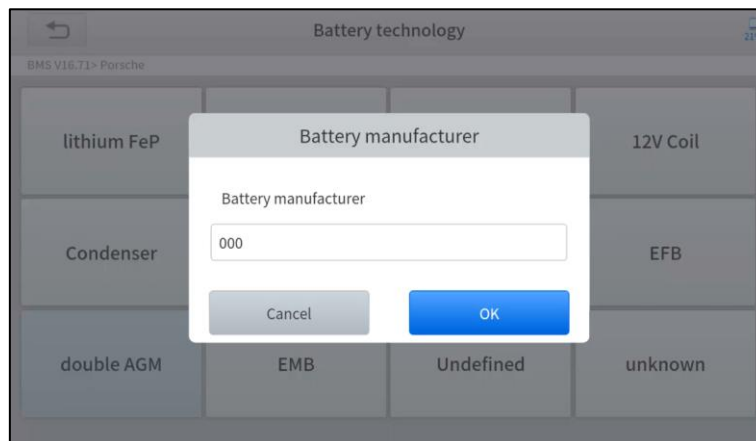 Battery technology
21°
BMS V16.71> Porsche
lithium FeP
12V Coil
Battery manufacturer
Battery manufacturer
000
Cancel
OK
Condenser
EFB
double AGM
EMB
Undefined
unknown